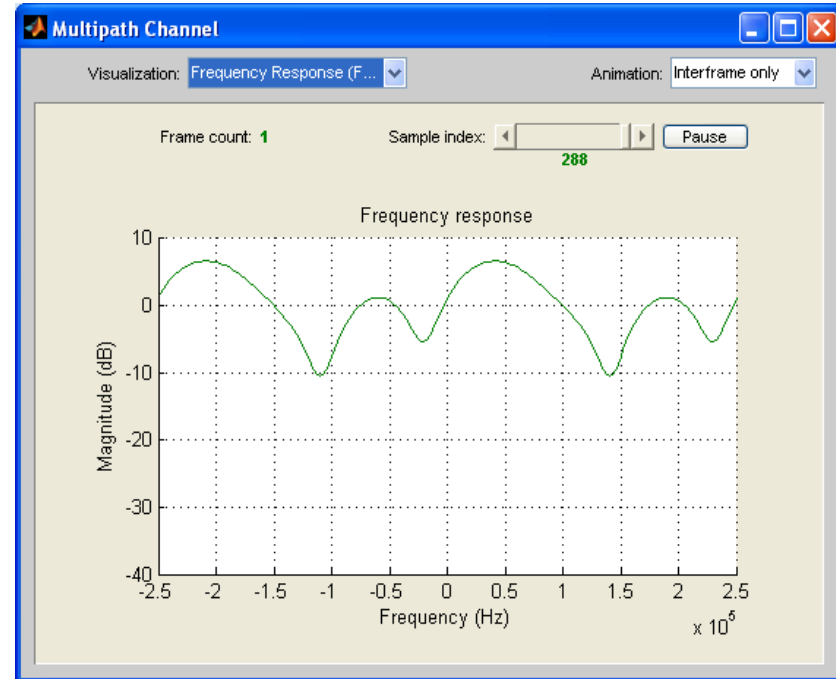 Multipath Channel
Visualization: Frequency Response (F... Animation: Interframe only
Frame count: 1 Sample index: Pause
288
Frequency response
10
0
-10
-20
-30
-40
Magnitude (dB)
-2.5 -2 -1.5 -1 -0.5 0 0.5 1 1.5 2 2.5
Frequency (Hz)
x 10^5